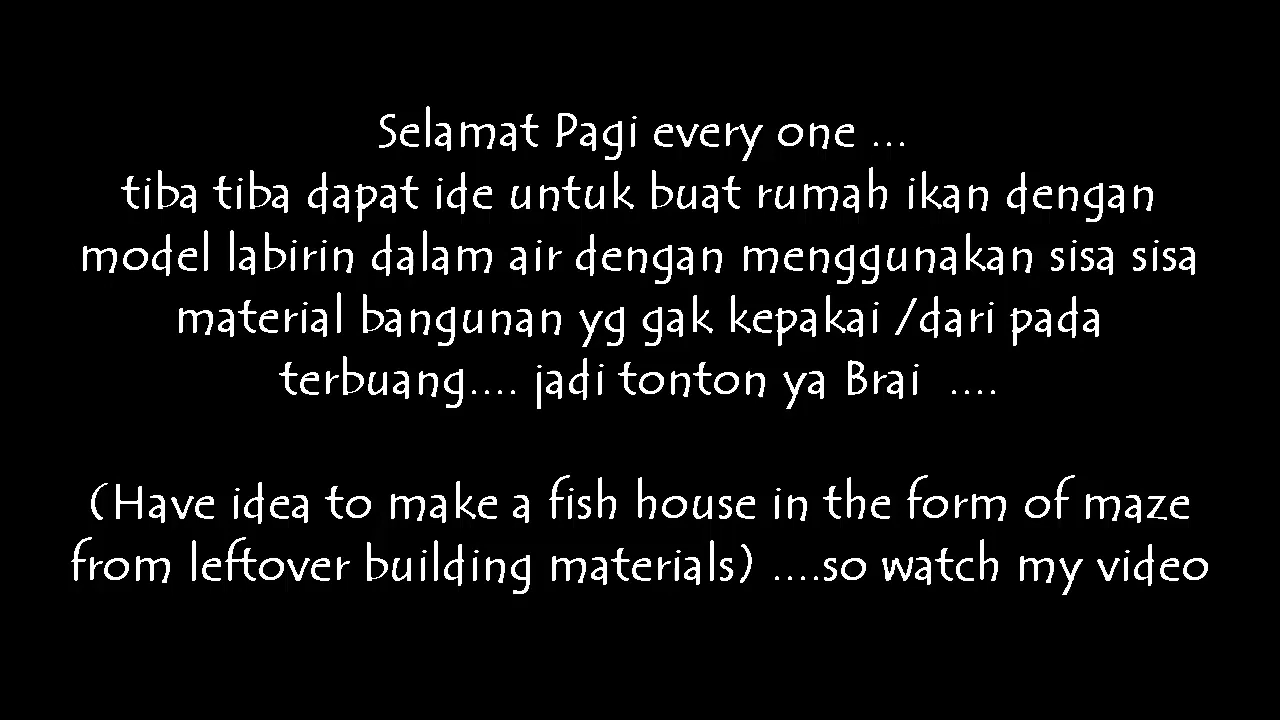 Selamat Pagi every one ...
tiba tiba dapat ide untuk buat rumah ikan dengan
model labirin dalam air dengan menggunakan sisa sisa
material bangunan yg gak kepakai /dari pada
terbuang.... jadi tonton ya Brai ....
(Have idea to make a fish house in the form of maze
from leftover building materials) ....so watch my video